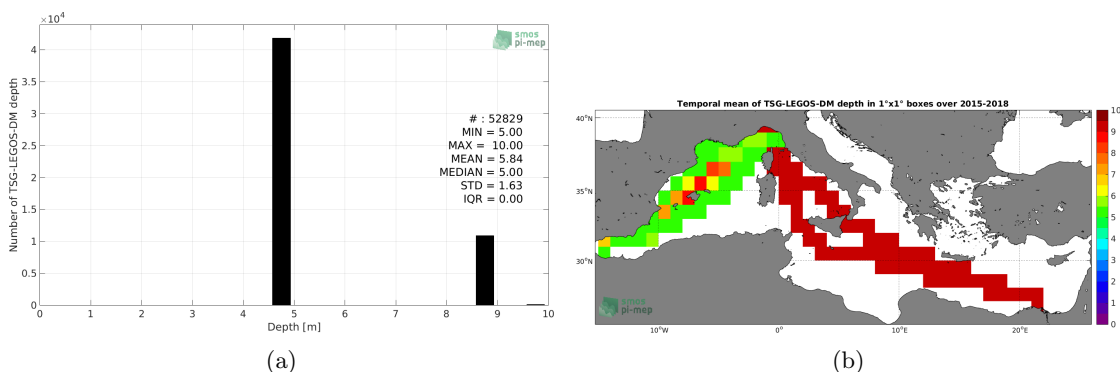 ×10⁴
4
3.5
3
2.5
2
1.5
1
0.5
0
Number of TSG-LEGOS-DM depth
smos
pi-mep
# : 52829
MIN = 5.00
MAX = 10.00
MEAN = 5.84
MEDIAN = 5.00
STD = 1.63
IQR = 0.00
0 1 2 3 4 5 6 7 8 9 10
Depth [m]
(a)
Temporal mean of TSG-LEGOS-DM depth in 1°x1° boxes over 2015-2018
40°N
35°N
30°N
smos
pi-mep
10°W 0° 10°E 20°E
10
9
8
7
6
5
4
3
2
1
0
(b)